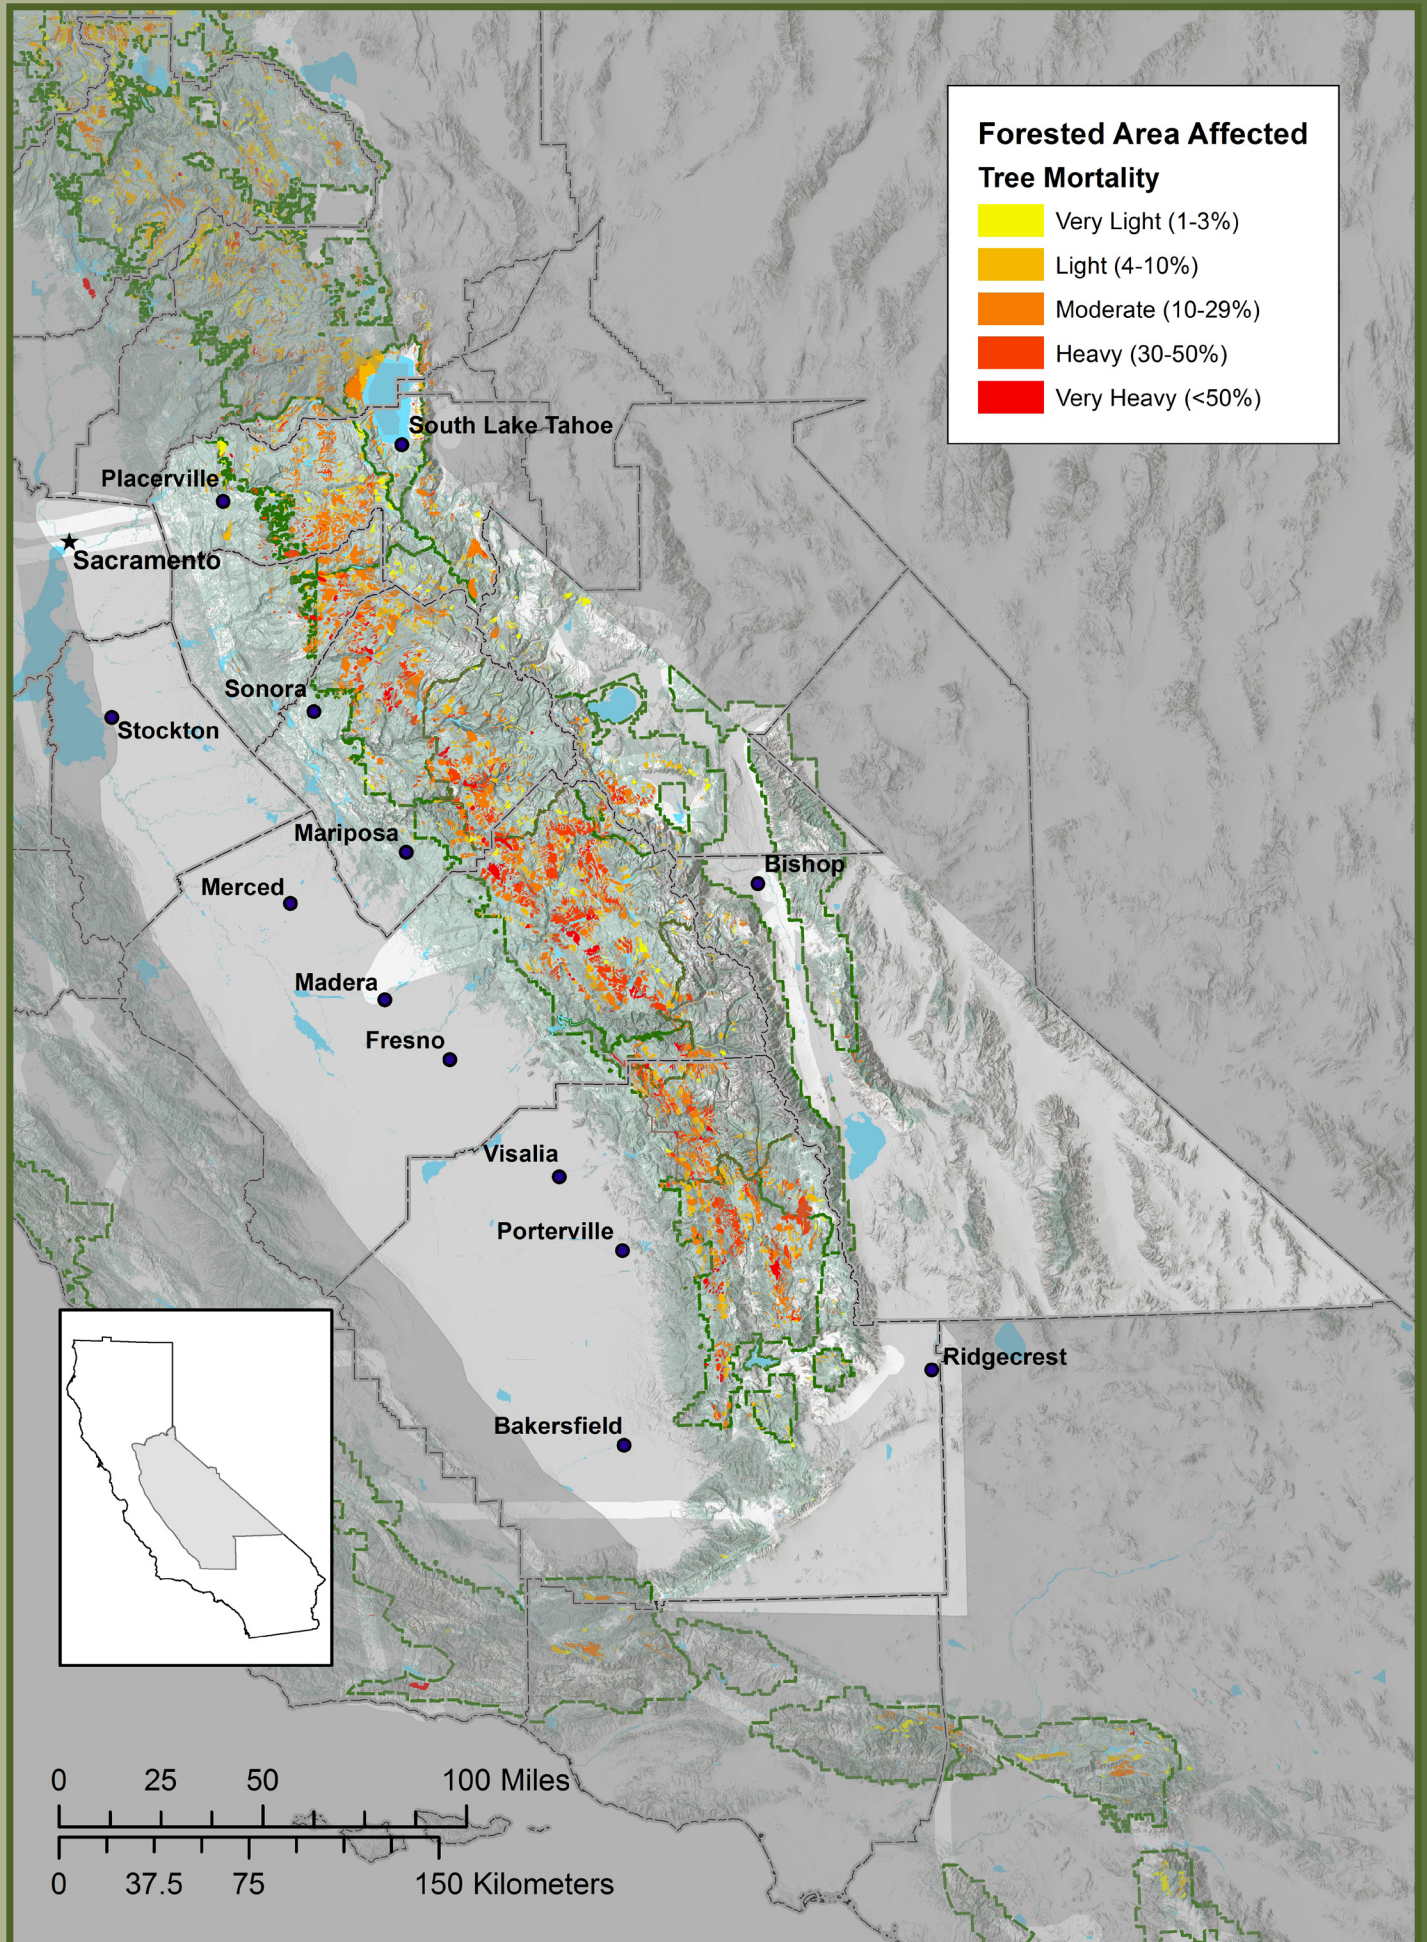 Forested Area Affected
Tree Mortality
Very Light (1-3%)
Light (4-10%)
Moderate (10-29%)
Heavy (30-50%)
Very Heavy (<50%)
South Lake Tahoe
Placerville
Sacramento
Sonora
Stockton
Mariposa
Bishop
Merced
Madera
Fresno
Visalia
Porterville
Ridgecrest
Bakersfield
0 25 50 100 Miles
0 37.5 75 150 Kilometers